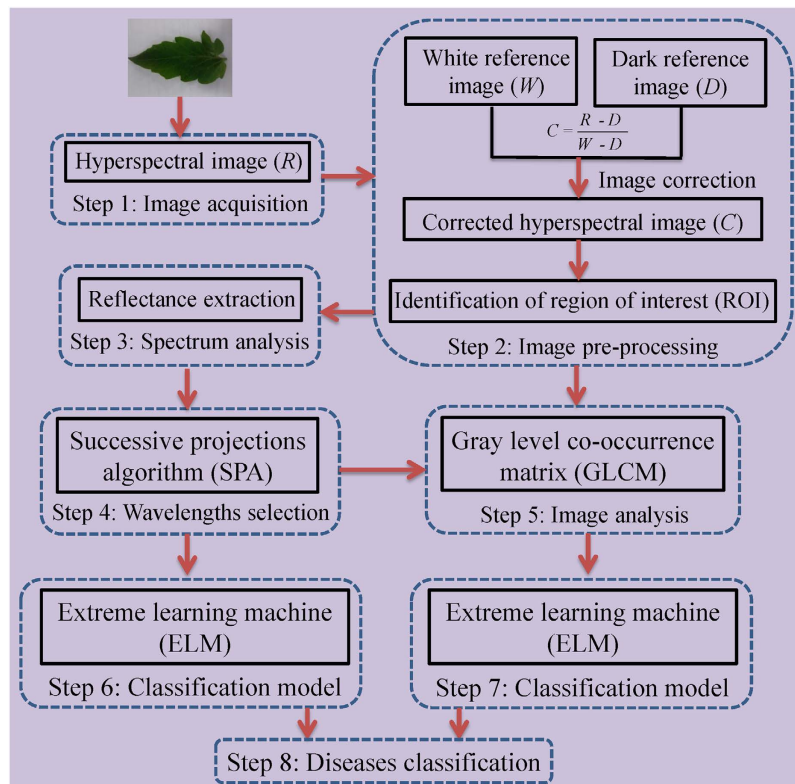 Hyperspectral image (R)
Step 1: Image acquisition
White reference
image (W)
Dark reference
image (D)
C = R - D
W - D
Image correction
Corrected hyperspectral image (C)
Identification of region of interest (ROI)
Step 2: Image pre-processing
Reflectance extraction
Step 3: Spectrum analysis
Successive projections
algorithm (SPA)
Step 4: Wavelengths selection
Gray level co-occurrence
matrix (GLCM)
Step 5: Image analysis
Extreme learning machine
(ELM)
Step 6: Classification model
Extreme learning machine
(ELM)
Step 7: Classification model
Step 8: Diseases classification